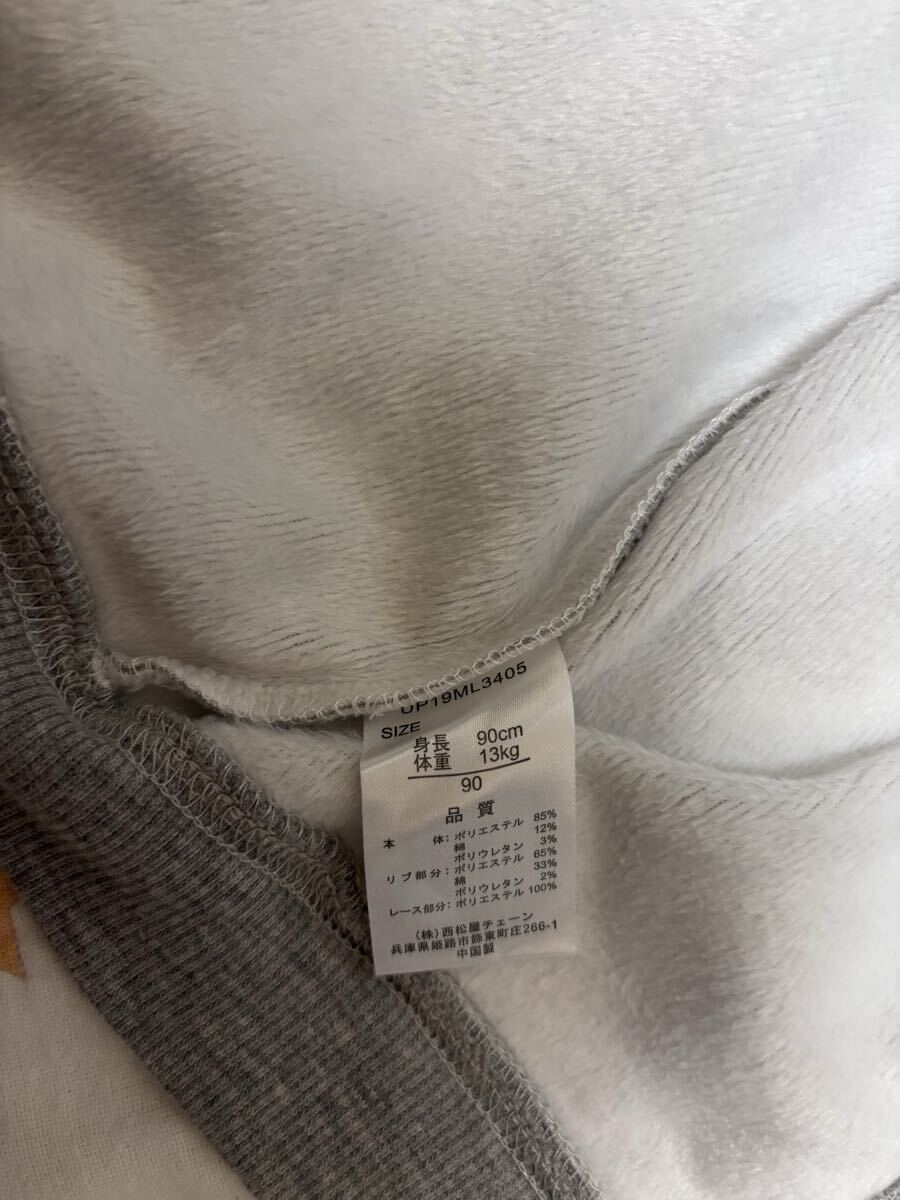 UP19ML3405
SIZE
身長 90cm
体重 13kg
90
品質
本 体:ポリエステル 85%
綿 12%
ポリウレタン 3%
リブ部分:ポリエステル 65%
綿 33%
ポリウレタン 2%
レース部分:ポリエステル 100%
(株)西松屋チェーン
兵庫県姫路市飾東町庄266-1
中国製